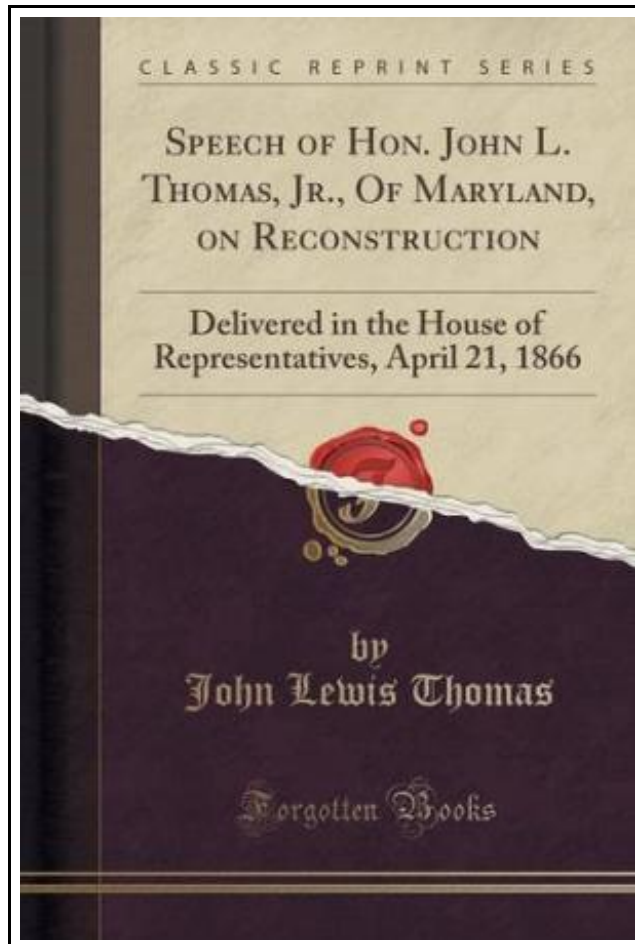 CLASSIC REPRINT SERIES
SPEECH OF HON. JOHN L.
THOMAS, JR., OF MARYLAND,
ON RECONSTRUCTION
Delivered in the House of
Representatives, April 21, 1866
by
John Lewis Thomas
Forgotten Books